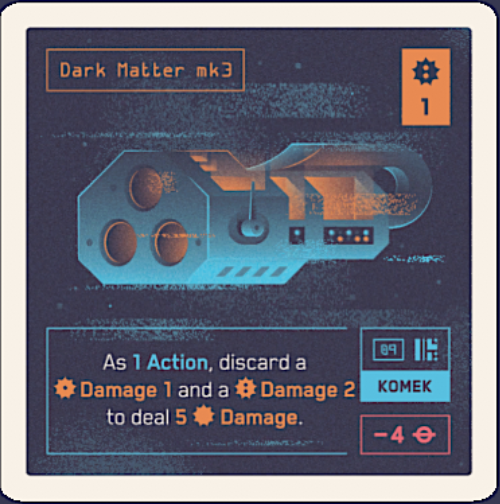 Dark Matter mk3
1
As 1 Action, discard a
Damage 1 and a Damage 2
to deal 5 Damage.
KOMEK
-4